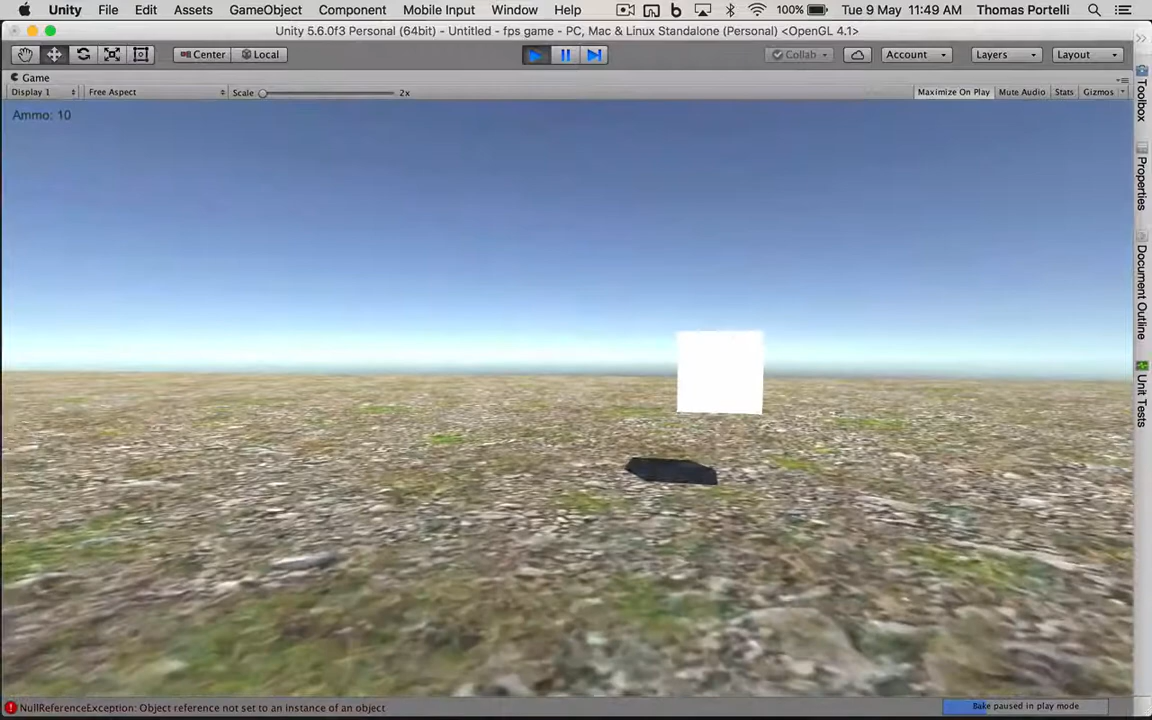 Unity File Edit Assets GameObject Component Mobile Input Window Help 100% Tue 9 May 11:49 AM Thomas Portelli
Unity 5.6.0f3 Personal (64bit) - Untitled - fps game - PC, Mac & Linux Standalone (Personal) <OpenGL 4.1>
Center Local Collab Account Layers Layout
Game
Display 1 Free Aspect Scale 2x Maximize On Play Mute Audio Stats Gizmos
Ammo: 10
Toolbox
Properties
Document Outline
Unit Tests
NullReferenceException: Object reference not set to an instance of an object
Bake paused in play mode